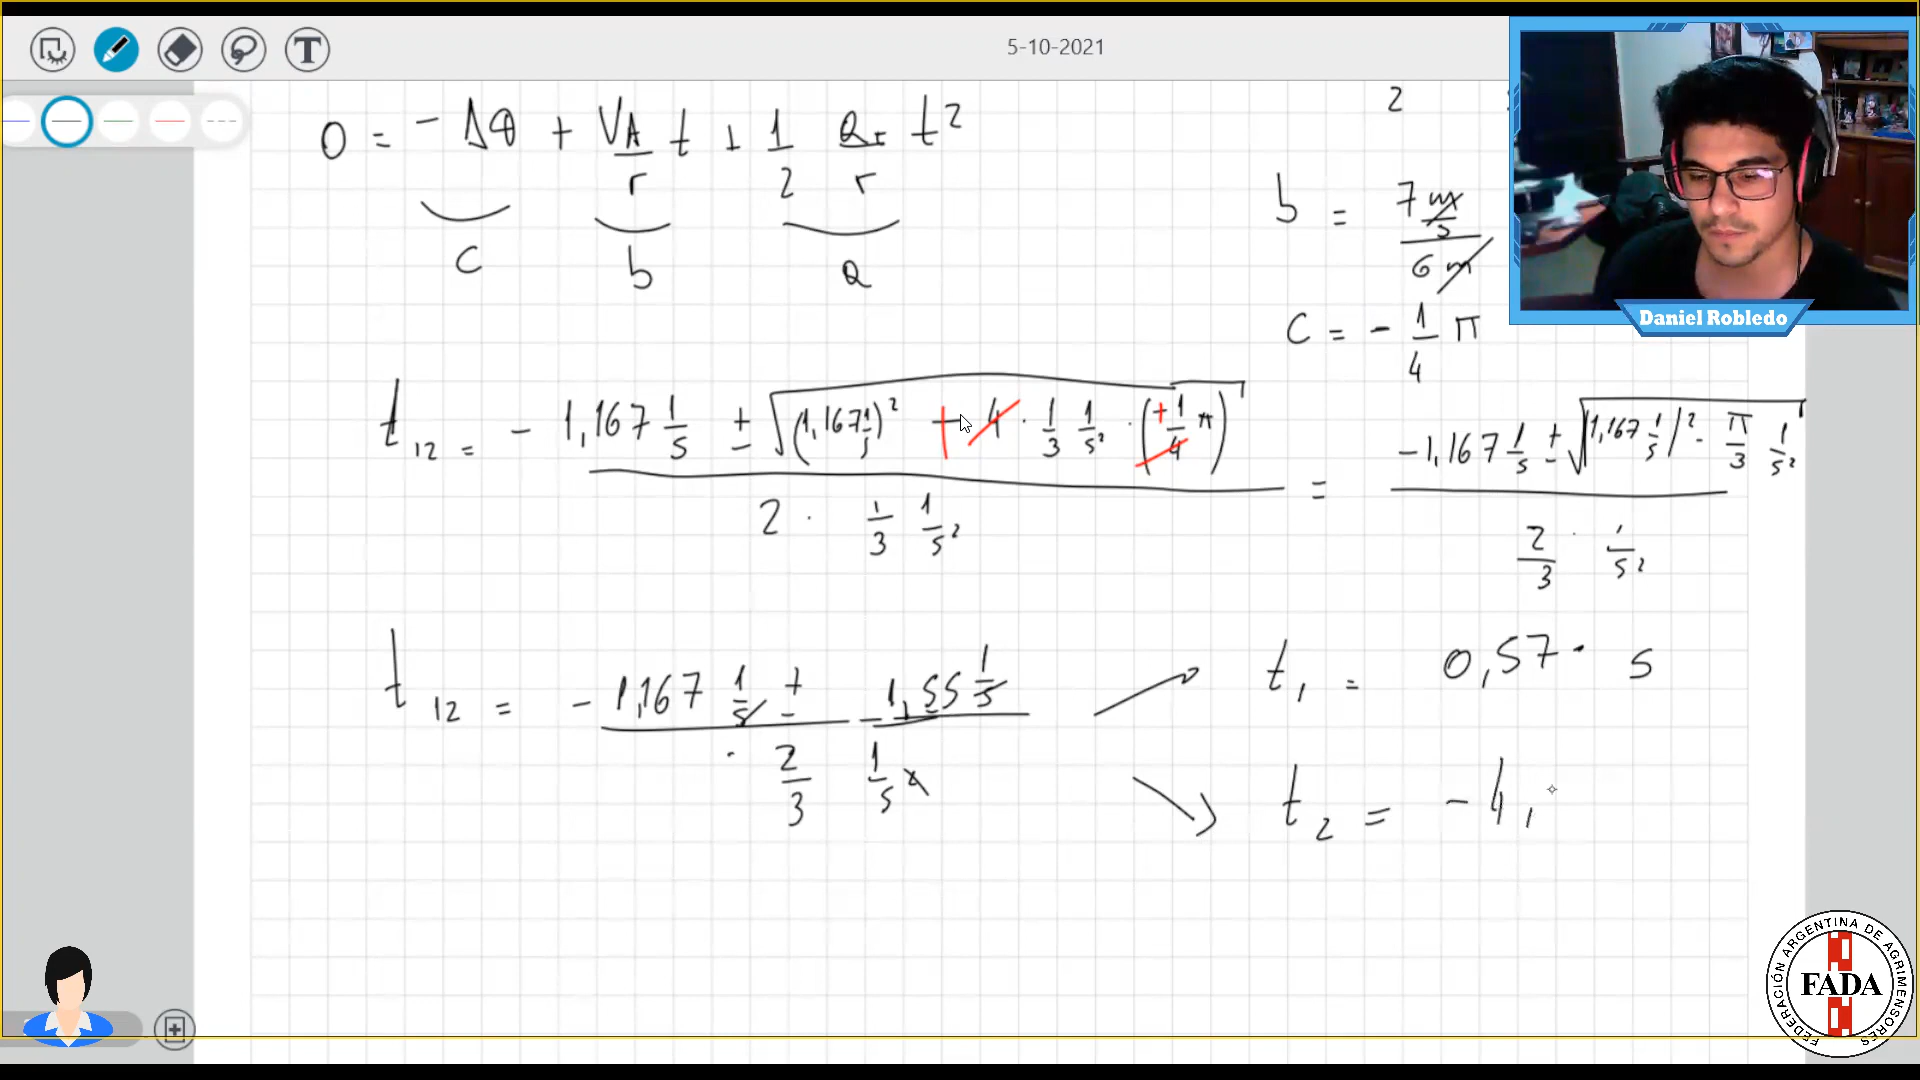 5-10-2021
T
0 = - Δθ + VA/r t + 1/2 ar/r t²
c b a
2
b = 7 m/s / 6 m
c = - 1/4 π
t12 = - 1,167 1/s ± √(1,167 1/s)² + 4 · 1/3 1/s² · (+ 1/4 π) / 2 · 1/3 1/s² = -1,167 1/s ± √(1,167 1/s)² - π/3 1/s² / 2/3 · 1/s²
t12 = - 1,167 1/s ± 1,55 1/s / 2/3 1/s²
t1 = 0,57 · s
t2 = - 4,
Daniel Robledo
FEDERACIÓN ARGENTINA DE AGRIMENSORES
FADA